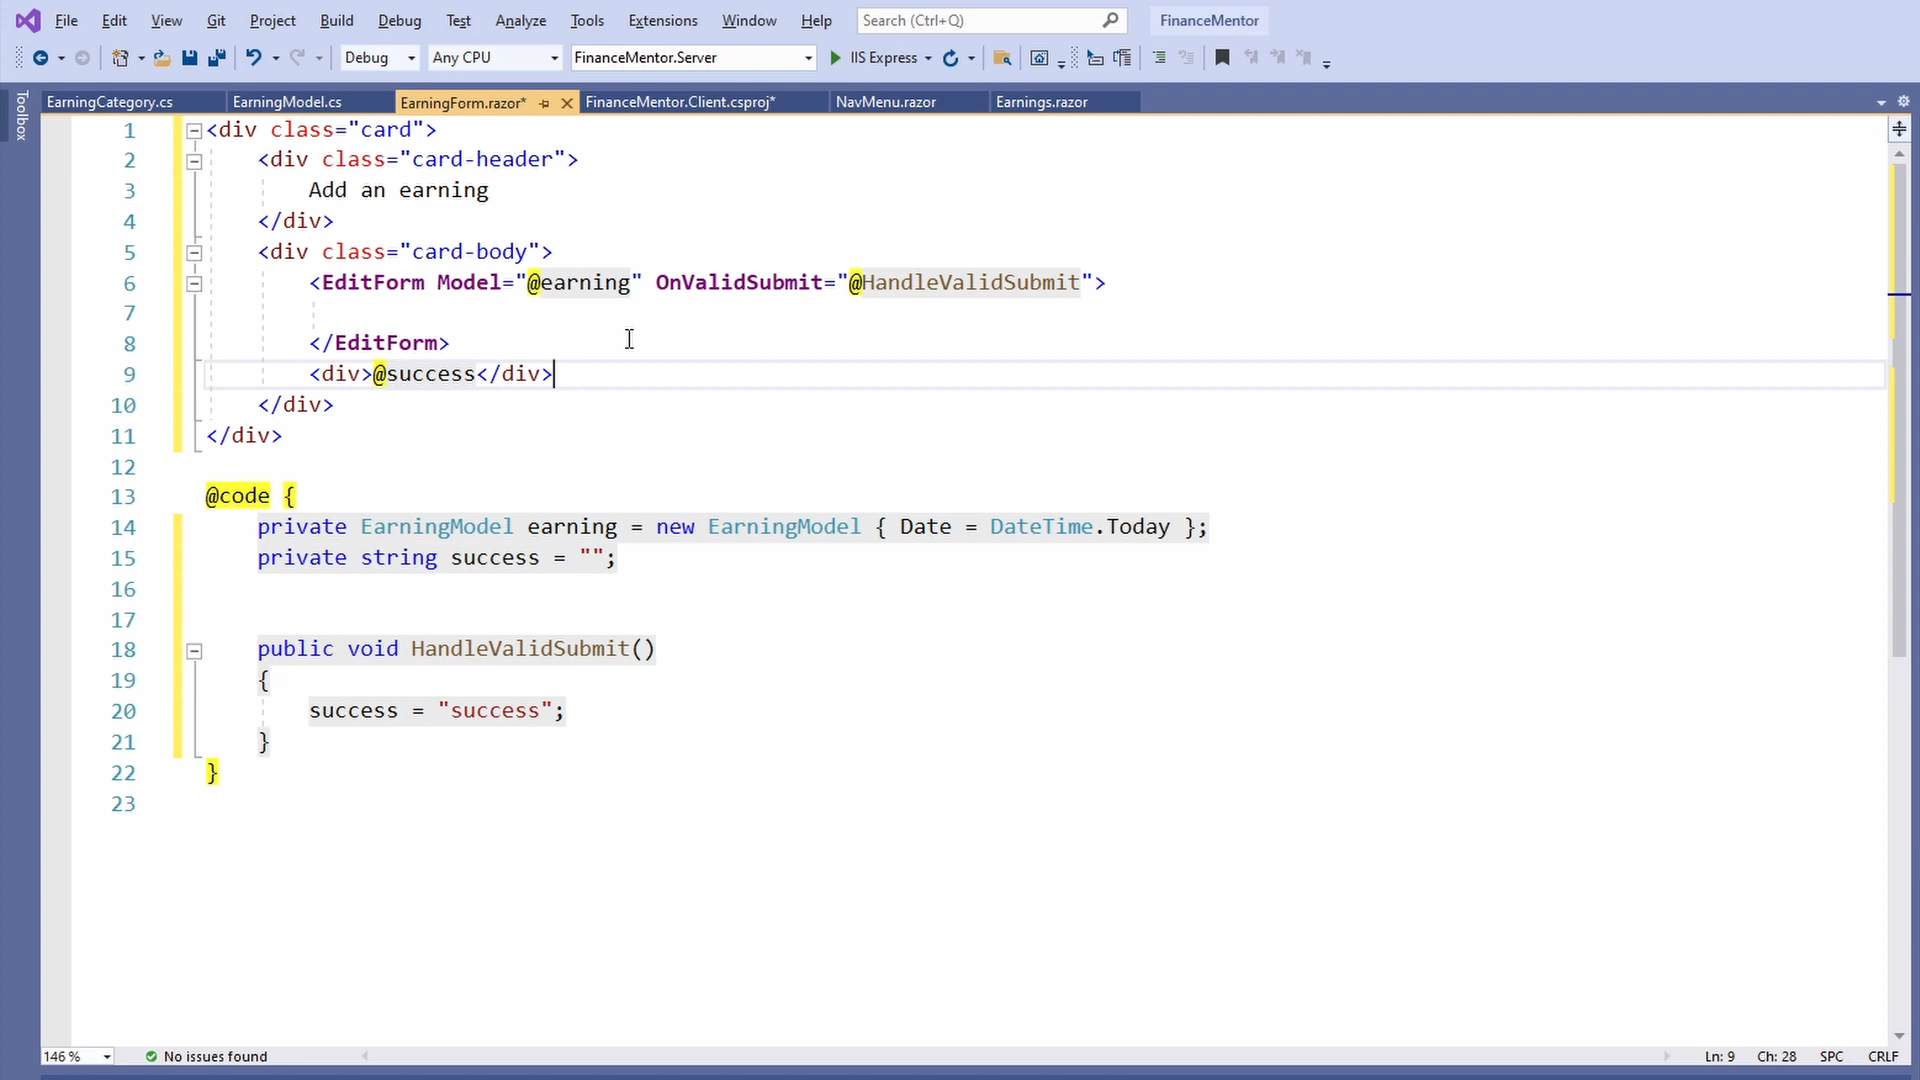 File Edit View Git Project Build Debug Test Analyze Tools Extensions Window Help Search (Ctrl+Q) FinanceMentor
Debug Any CPU FinanceMentor.Server IIS Express
Toolbox
EarningCategory.cs EarningModel.cs EarningForm.razor* FinanceMentor.Client.csproj* NavMenu.razor Earnings.razor
1 <div class="card">
2 <div class="card-header">
3 Add an earning
4 </div>
5 <div class="card-body">
6 <EditForm Model="@earning" OnValidSubmit="@HandleValidSubmit">
7
8 </EditForm>
9 <div>@success</div>
10 </div>
11 </div>
12
13 @code {
14 private EarningModel earning = new EarningModel { Date = DateTime.Today };
15 private string success = "";
16
17
18 public void HandleValidSubmit()
19 {
20 success = "success";
21 }
22 }
23
146 % No issues found Ln: 9 Ch: 28 SPC CRLF